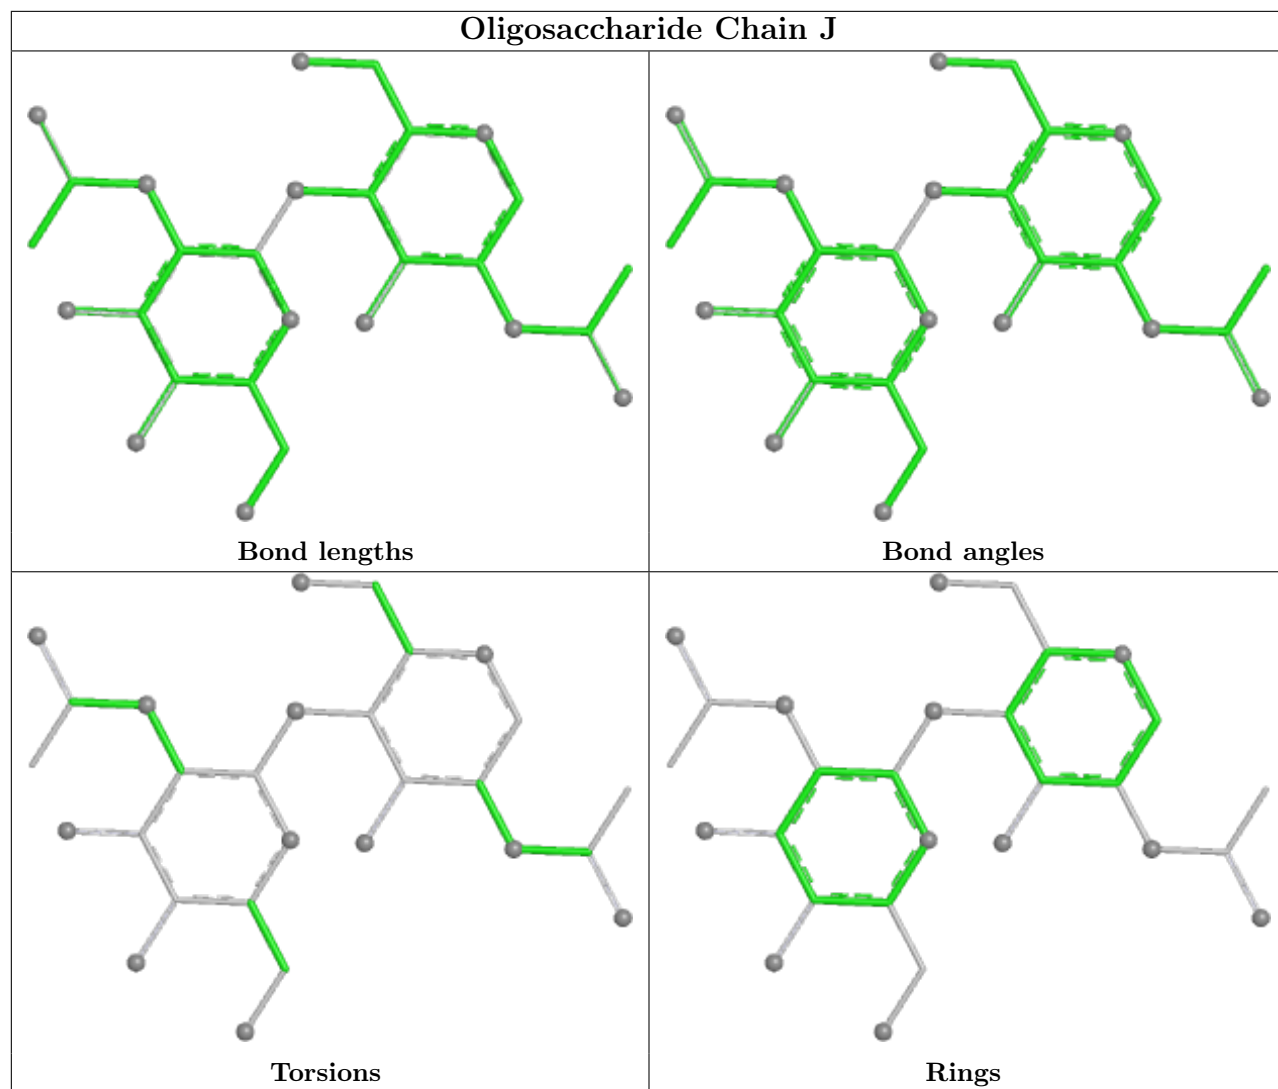 Oligosaccharide Chain J
Bond lengths
Bond angles
Torsions
Rings